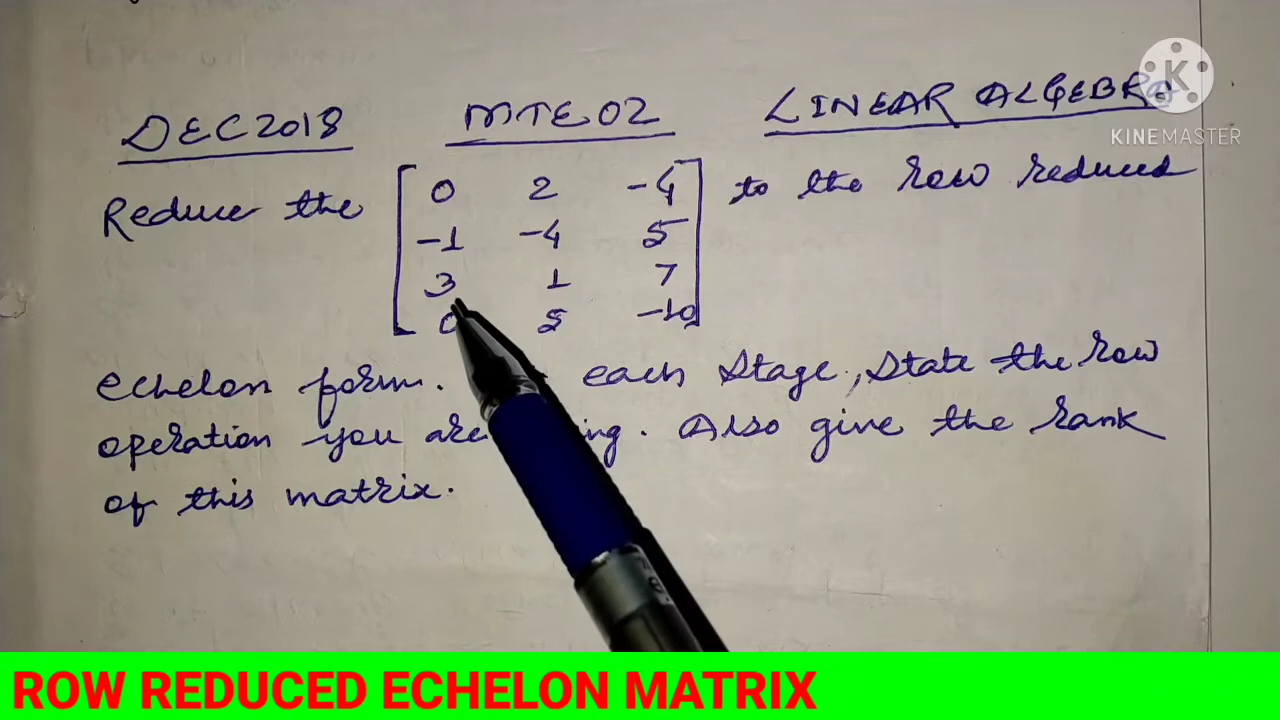 DEC2018 MTE02 LINEAR ALGEBRA
KINEMASTER
Reduce the [ 0 2 -4 ] to the row reduced
-1 -4 5
3 1 7
0 5 -10
echelon form. each stage, state the row
operation you are ing. Also give the rank
of this matrix.
ROW REDUCED ECHELON MATRIX